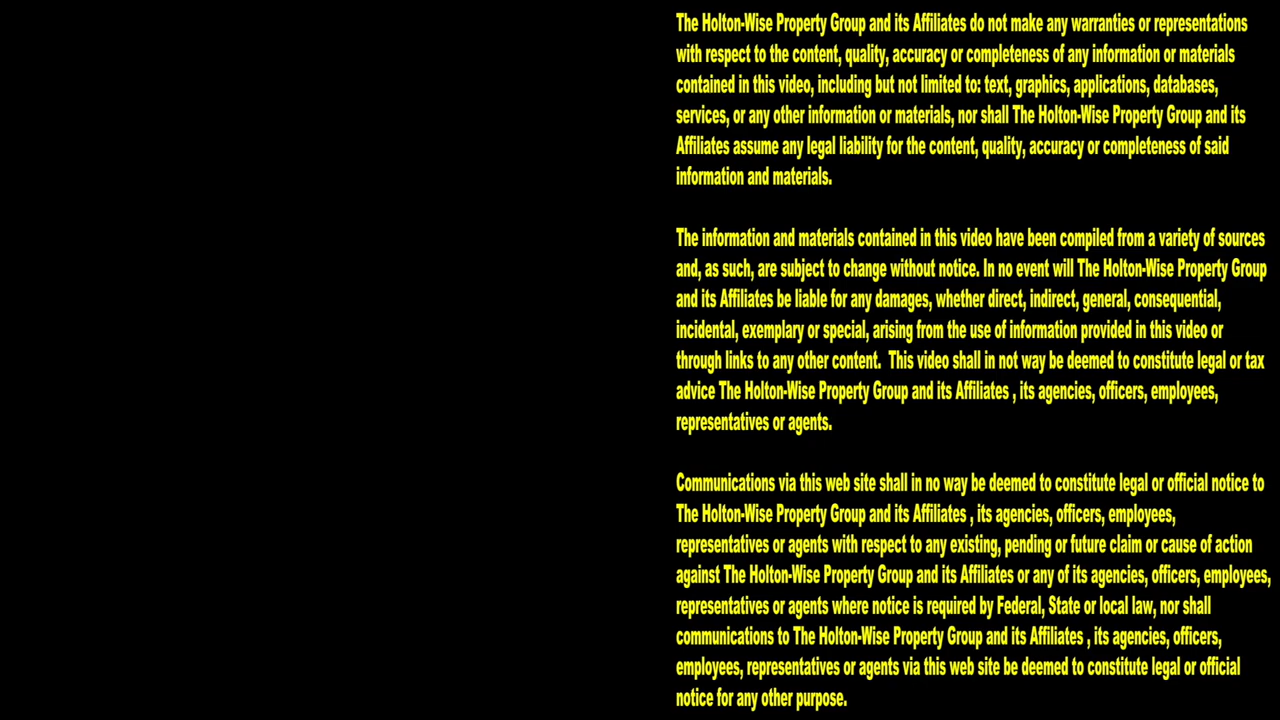 The Holton-Wise Property Group and its Affiliates do not make any warranties or representations
with respect to the content, quality, accuracy or completeness of any information or materials
contained in this video, including but not limited to: text, graphics, applications, databases,
services, or any other information or materials, nor shall The Holton-Wise Property Group and its
Affiliates assume any legal liability for the content, quality, accuracy or completeness of said
information and materials.
The information and materials contained in this video have been compiled from a variety of sources
and, as such, are subject to change without notice. In no event will The Holton-Wise Property Group
and its Affiliates be liable for any damages, whether direct, indirect, general, consequential,
incidental, exemplary or special, arising from the use of information provided in this video or
through links to any other content.  This video shall in not way be deemed to constitute legal or tax
advice The Holton-Wise Property Group and its Affiliates , its agencies, officers, employees,
representatives or agents.
Communications via this web site shall in no way be deemed to constitute legal or official notice to
The Holton-Wise Property Group and its Affiliates , its agencies, officers, employees,
representatives or agents with respect to any existing, pending or future claim or cause of action
against The Holton-Wise Property Group and its Affiliates or any of its agencies, officers, employees,
representatives or agents where notice is required by Federal, State or local law, nor shall
communications to The Holton-Wise Property Group and its Affiliates , its agencies, officers,
employees, representatives or agents via this web site be deemed to constitute legal or official
notice for any other purpose.